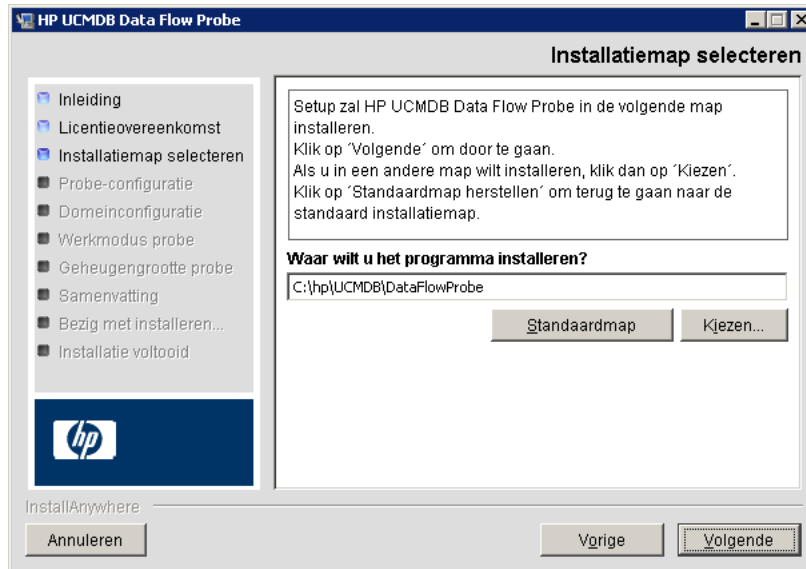 HP UCMDB Data Flow Probe
Installatiemap selecteren
Inleiding
Licentieovereenkomst
Installatiemap selecteren
Probe-configuratie
Domeinconfiguratie
Werkmodus probe
Geheugengrootte probe
Samenvatting
Bezig met installeren...
Installatie voltooid
hp
Setup zal HP UCMDB Data Flow Probe in de volgende map
installeren.
Klik op ´Volgende´ om door te gaan.
Als u in een andere map wilt installeren, klik dan op ´Kiezen´.
Klik op ´Standaardmap herstellen´ om terug te gaan naar de
standaard installatiemap.
Waar wilt u het programma installeren?
C:\hp\UCMDB\DataFlowProbe
Standaardmap
Kiezen...
InstallAnywhere
Annuleren
Vorige
Volgende